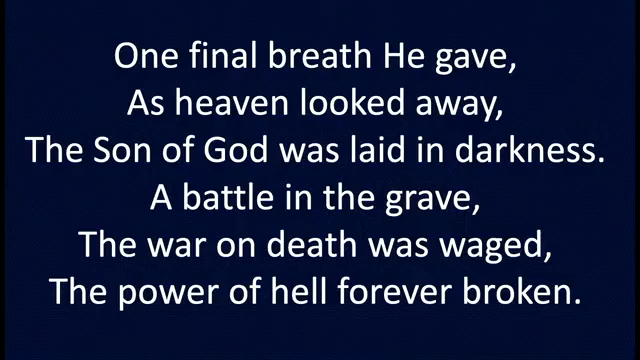 One final breath He gave,
As heaven looked away,
The Son of God was laid in darkness.
A battle in the grave,
The war on death was waged,
The power of hell forever broken.